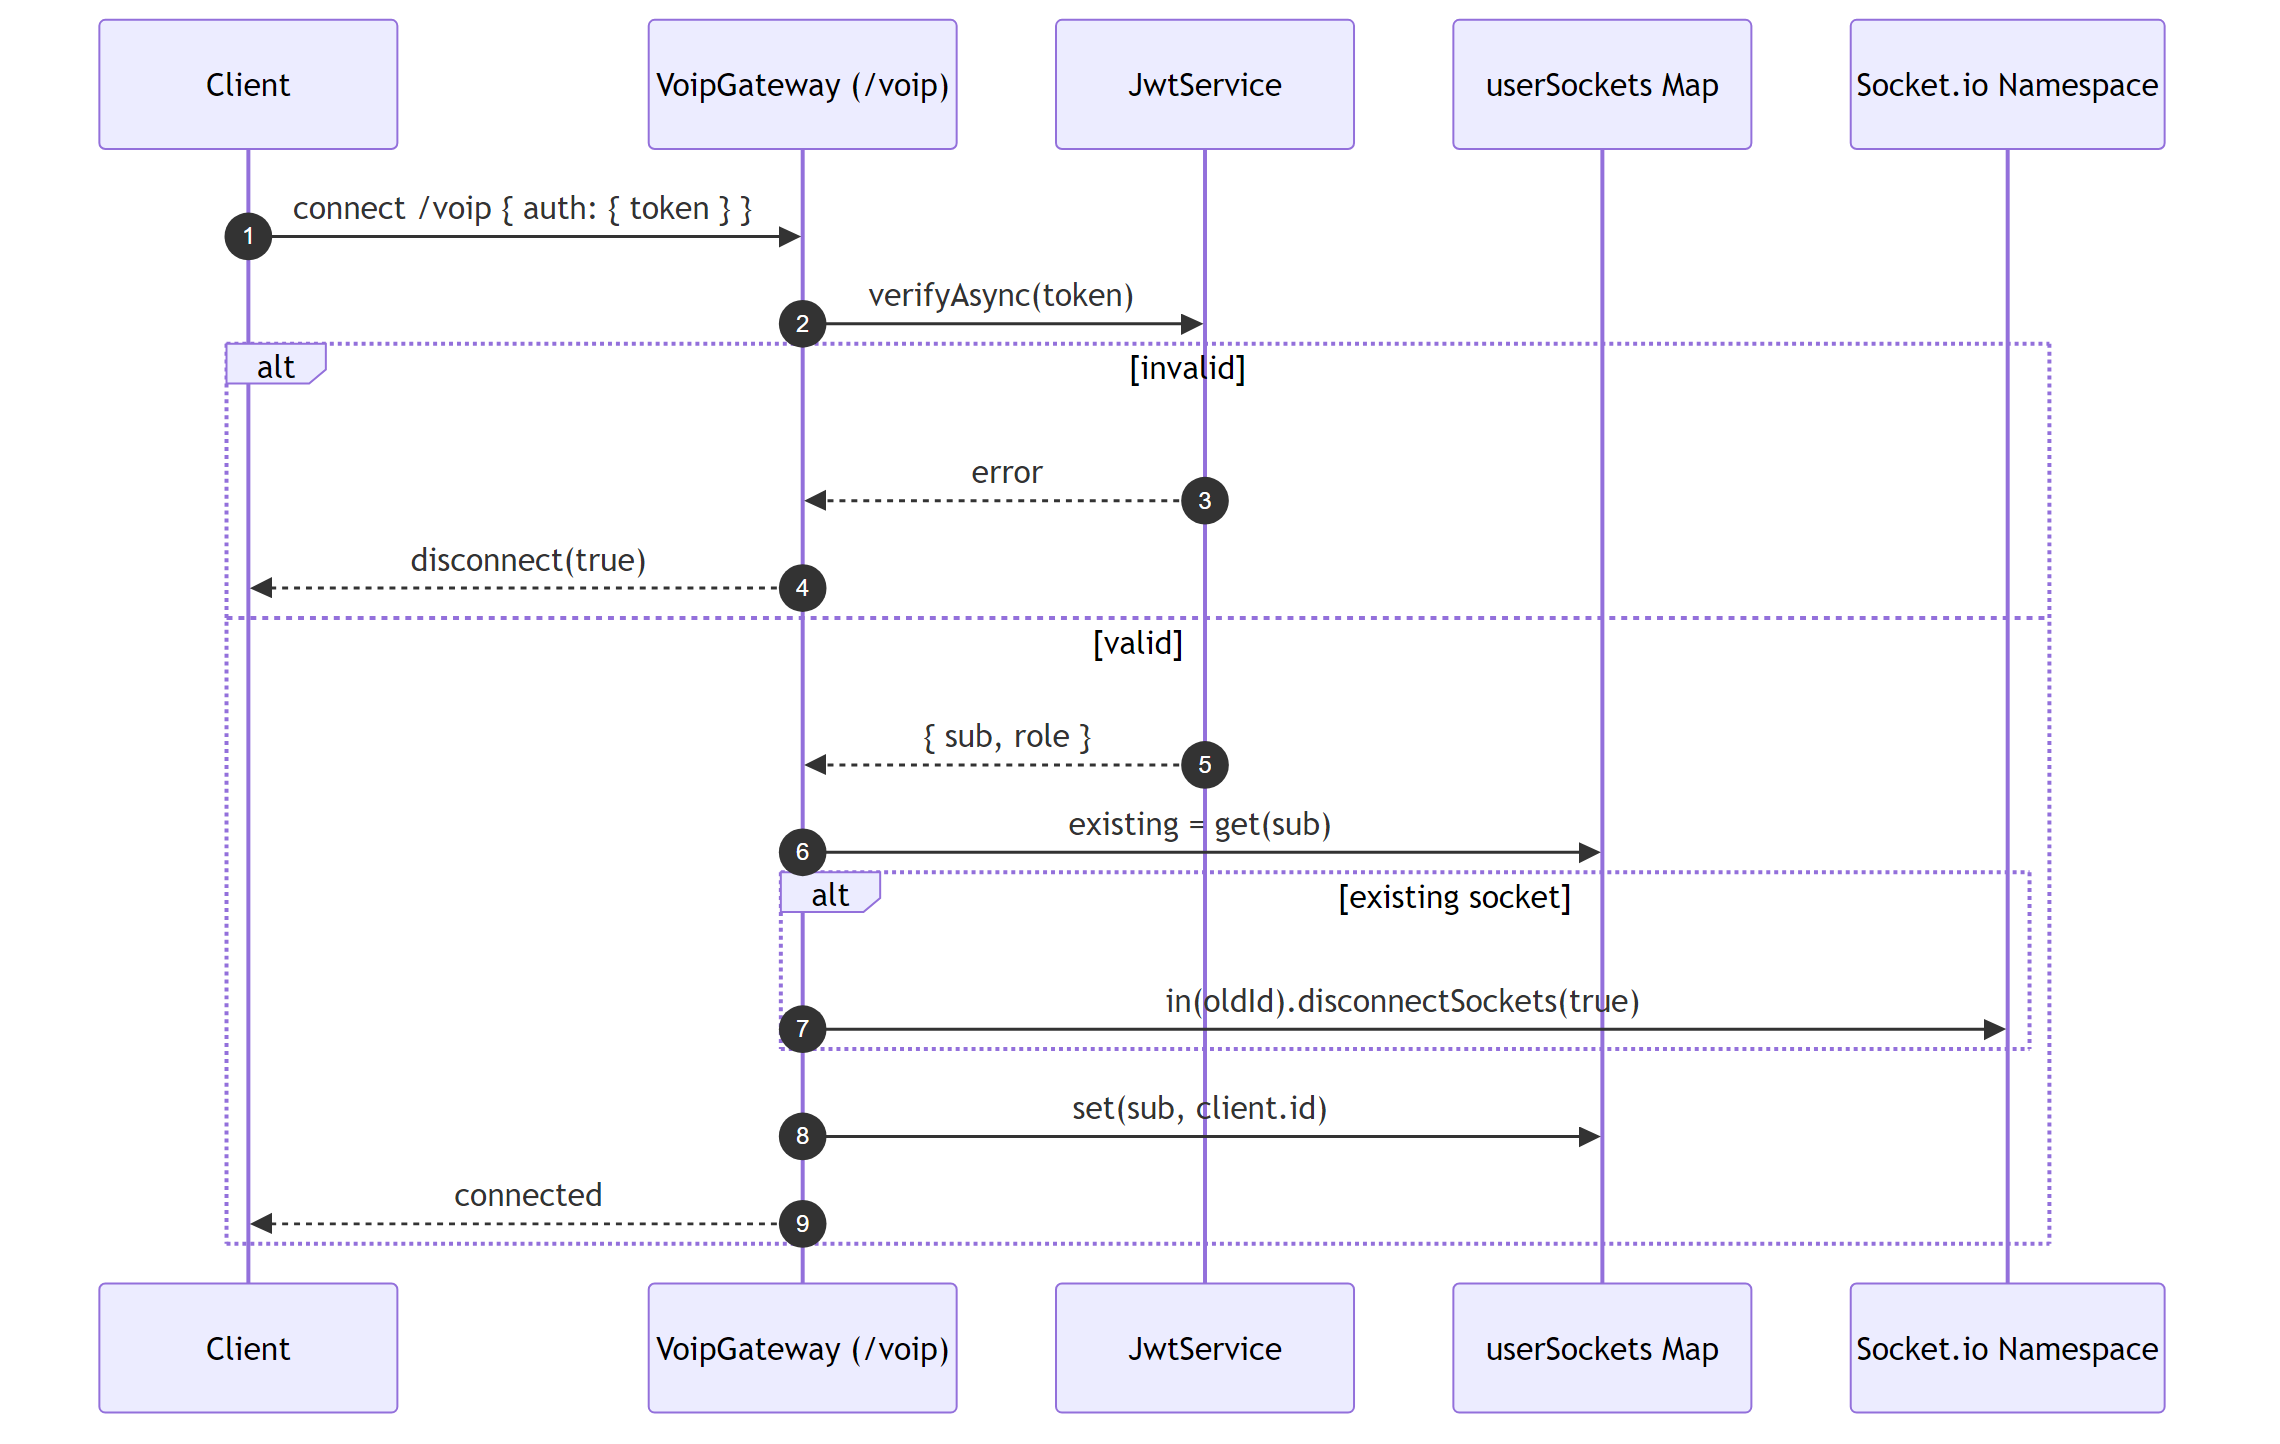 Client
VoipGateway (/voip)
JwtService
userSockets Map
Socket.io Namespace
connect /voip { auth: { token } }
1
verifyAsync(token)
2
alt
[invalid]
error
3
disconnect(true)
4
[valid]
{ sub, role }
5
existing = get(sub)
6
alt
[existing socket]
in(oldId).disconnectSockets(true)
7
set(sub, client.id)
8
connected
9
Client
VoipGateway (/voip)
JwtService
userSockets Map
Socket.io Namespace